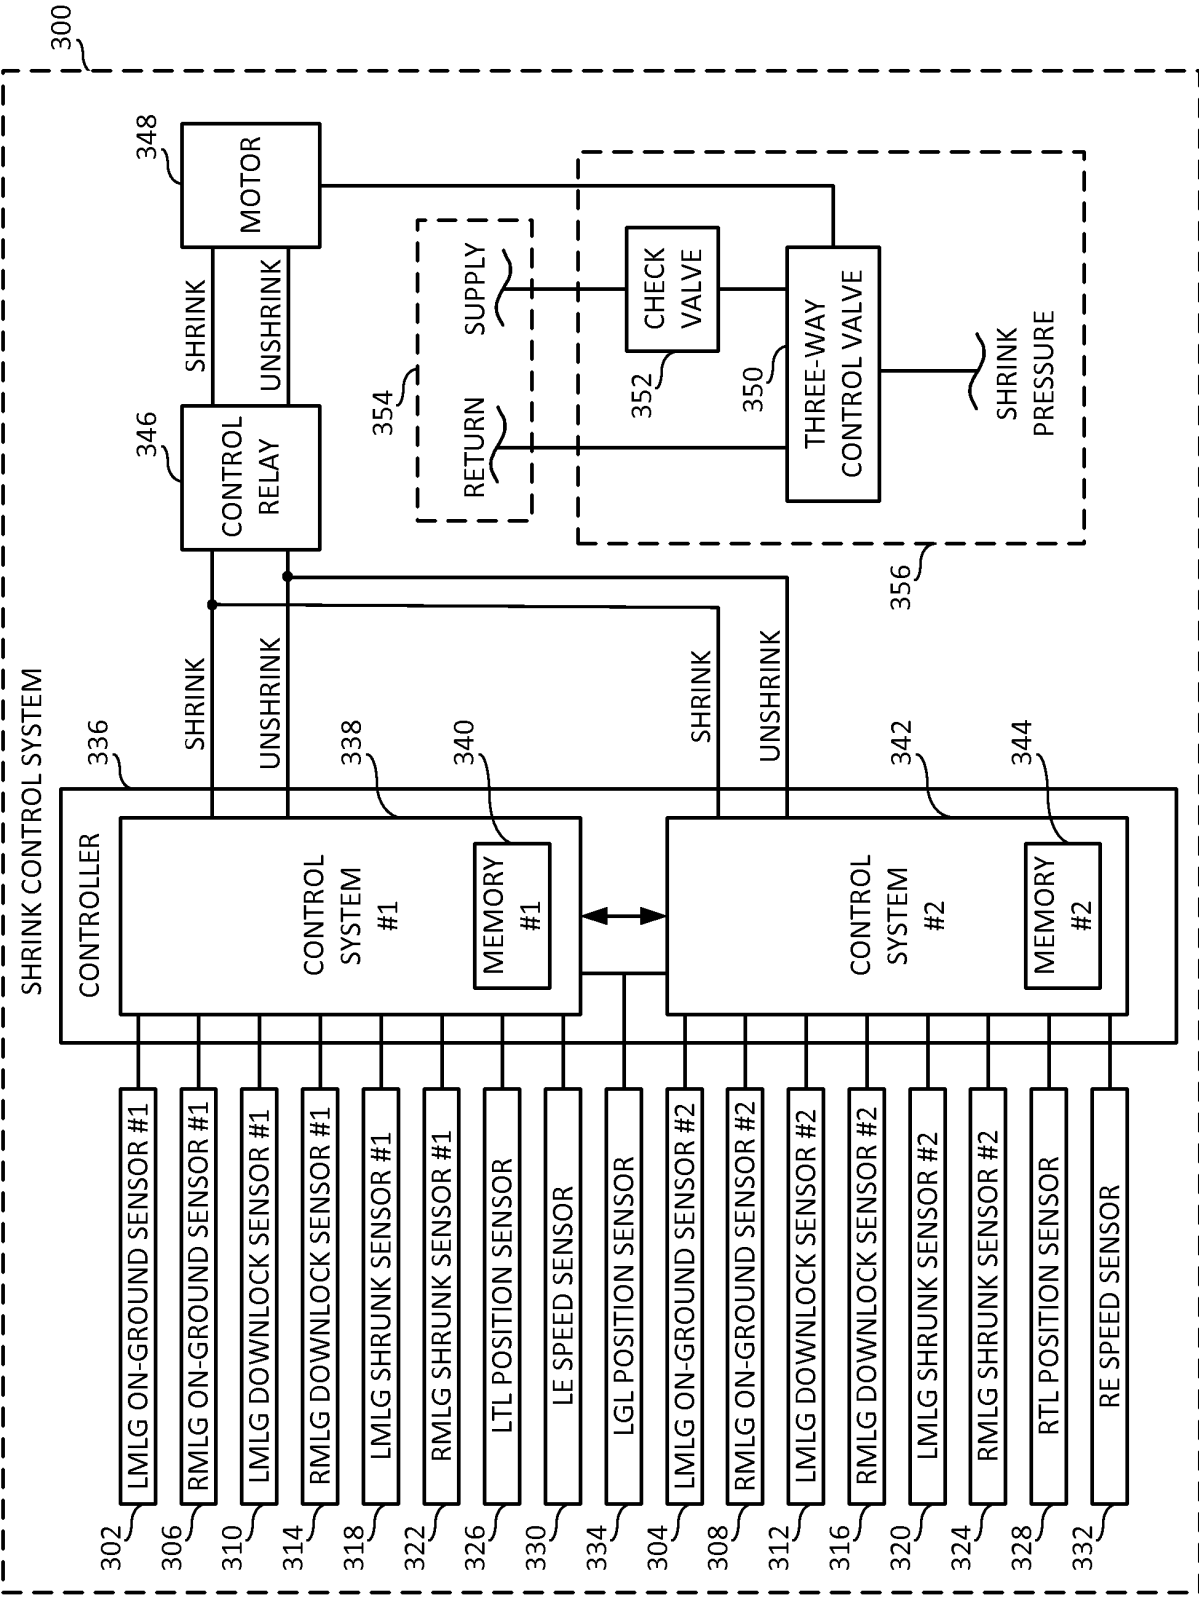 SHRINK CONTROL SYSTEM
300
302
LMLG ON-GROUND SENSOR #1
306
RMLG ON-GROUND SENSOR #1
310
LMLG DOWNLOCK SENSOR #1
314
RMLG DOWNLOCK SENSOR #1
318
LMLG SHRUNK SENSOR #1
322
RMLG SHRUNK SENSOR #1
326
LTL POSITION SENSOR
330
LE SPEED SENSOR
334
LGL POSITION SENSOR
304
LMLG ON-GROUND SENSOR #2
308
RMLG ON-GROUND SENSOR #2
312
LMLG DOWNLOCK SENSOR #2
316
RMLG DOWNLOCK SENSOR #2
320
LMLG SHRUNK SENSOR #2
324
RMLG SHRUNK SENSOR #2
328
RTL POSITION SENSOR
332
RE SPEED SENSOR
336
CONTROLLER
338
CONTROL
SYSTEM
#1
340
MEMORY
#1
342
CONTROL
SYSTEM
#2
344
MEMORY
#2
SHRINK
UNSHRINK
SHRINK
UNSHRINK
346
CONTROL
RELAY
SHRINK
UNSHRINK
348
MOTOR
354
RETURN
SUPPLY
352
CHECK
VALVE
350
THREE-WAY
CONTROL VALVE
SHRINK
PRESSURE
356